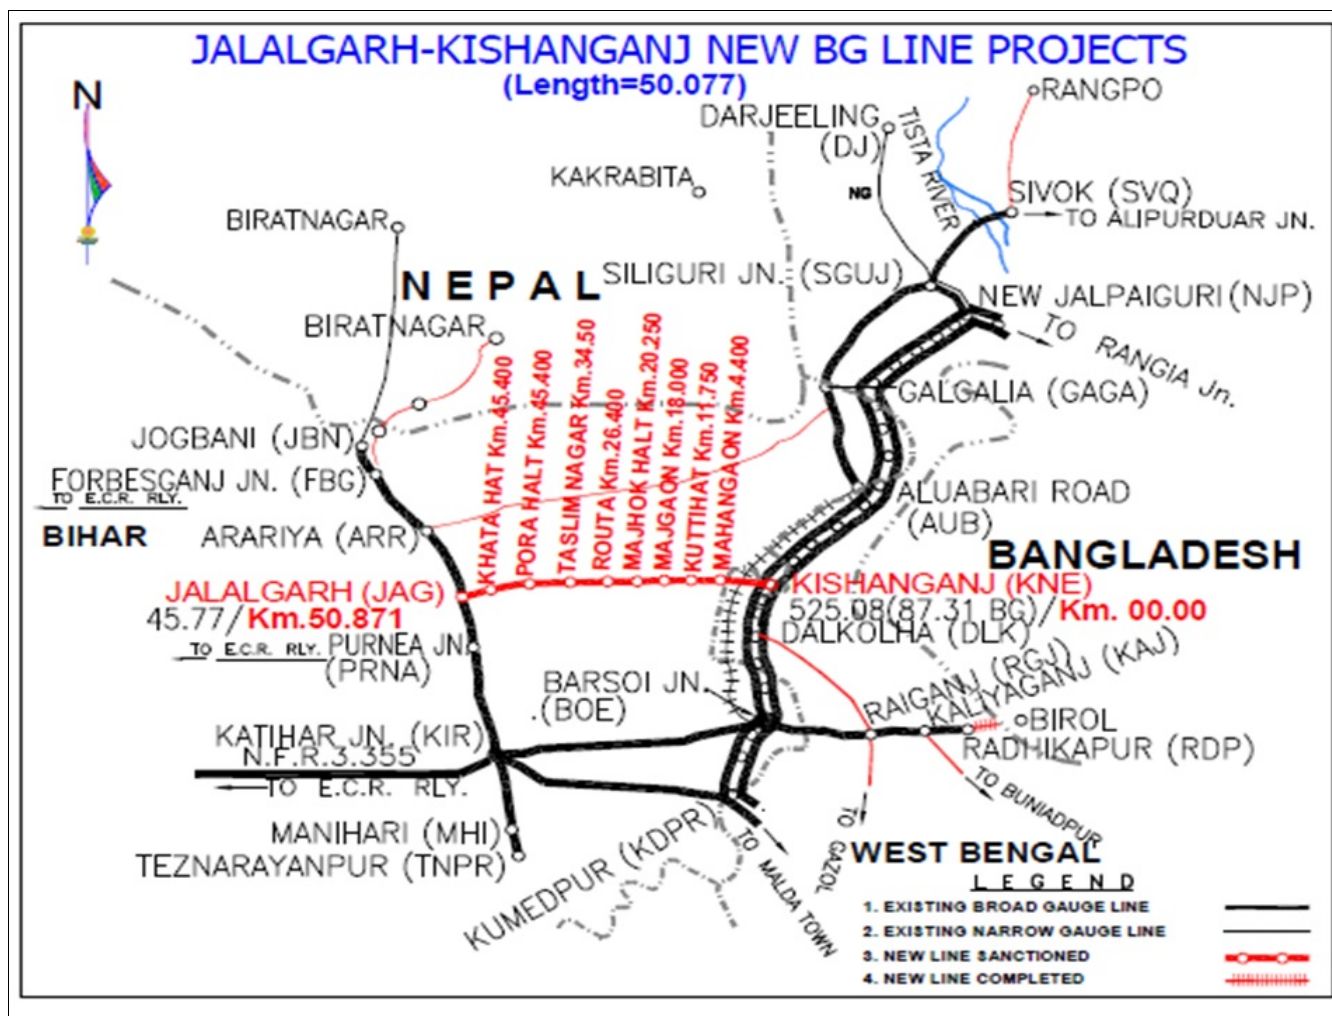 JALALGARH-KISHANGANJ NEW BG LINE PROJECTS
(Length=50.077)
N
RANGPO
DARJEELING
(DJ)
TISTA RIVER
KAKRABITA
NG
SIVOK (SVQ)
TO ALIPURDUAR JN.
BIRATNAGAR
NEPAL
SILIGURI JN. (SGUJ)
NEW JALPAIGURI (NJP)
BIRATNAGAR
TO RANGIA Jn.
KHATA HAT Km.45.400
PORA HALT Km.45.400
TASLIM NAGAR Km.34.50
ROUTA Km.26.400
MAJHOK HALT Km.20.250
MAJGAON Km.18.000
KUTTIHAT Km.11.750
MAHANGAON Km.4.400
GALGALIA (GAGA)
JOGBANI (JBN)
FORBESGANJ JN. (FBG)
TO E.C.R. RLY.
ALUABARI ROAD
(AUB)
BIHAR
ARARIYA (ARR)
BANGLADESH
JALALGARH (JAG)
45.77/Km.50.871
KISHANGANJ (KNE)
525.08(87.31 BG)/Km. 00.00
TO E.C.R. RLY.
PURNEA JN.
(PRNA)
DALKOLHA (DLK)
BARSOI JN.
.(BOE)
RAIGANJ (RGJ)
KALIYAGANJ (KAJ)
BIROL
RADHIKAPUR (RDP)
KATIHAR JN. (KIR)
N.F.R.3.355
TO E.C.R. RLY.
TO BUNIADPUR
TO GAZOL
MANIHARI (MHI)
TEZNARAYANPUR (TNPR)
KUMEDPUR (KDPR)
TO MALDA TOWN
WEST BENGAL
LEGEND
1. EXISTING BROAD GAUGE LINE
2. EXISTING NARROW GAUGE LINE
3. NEW LINE SANCTIONED
4. NEW LINE COMPLETED